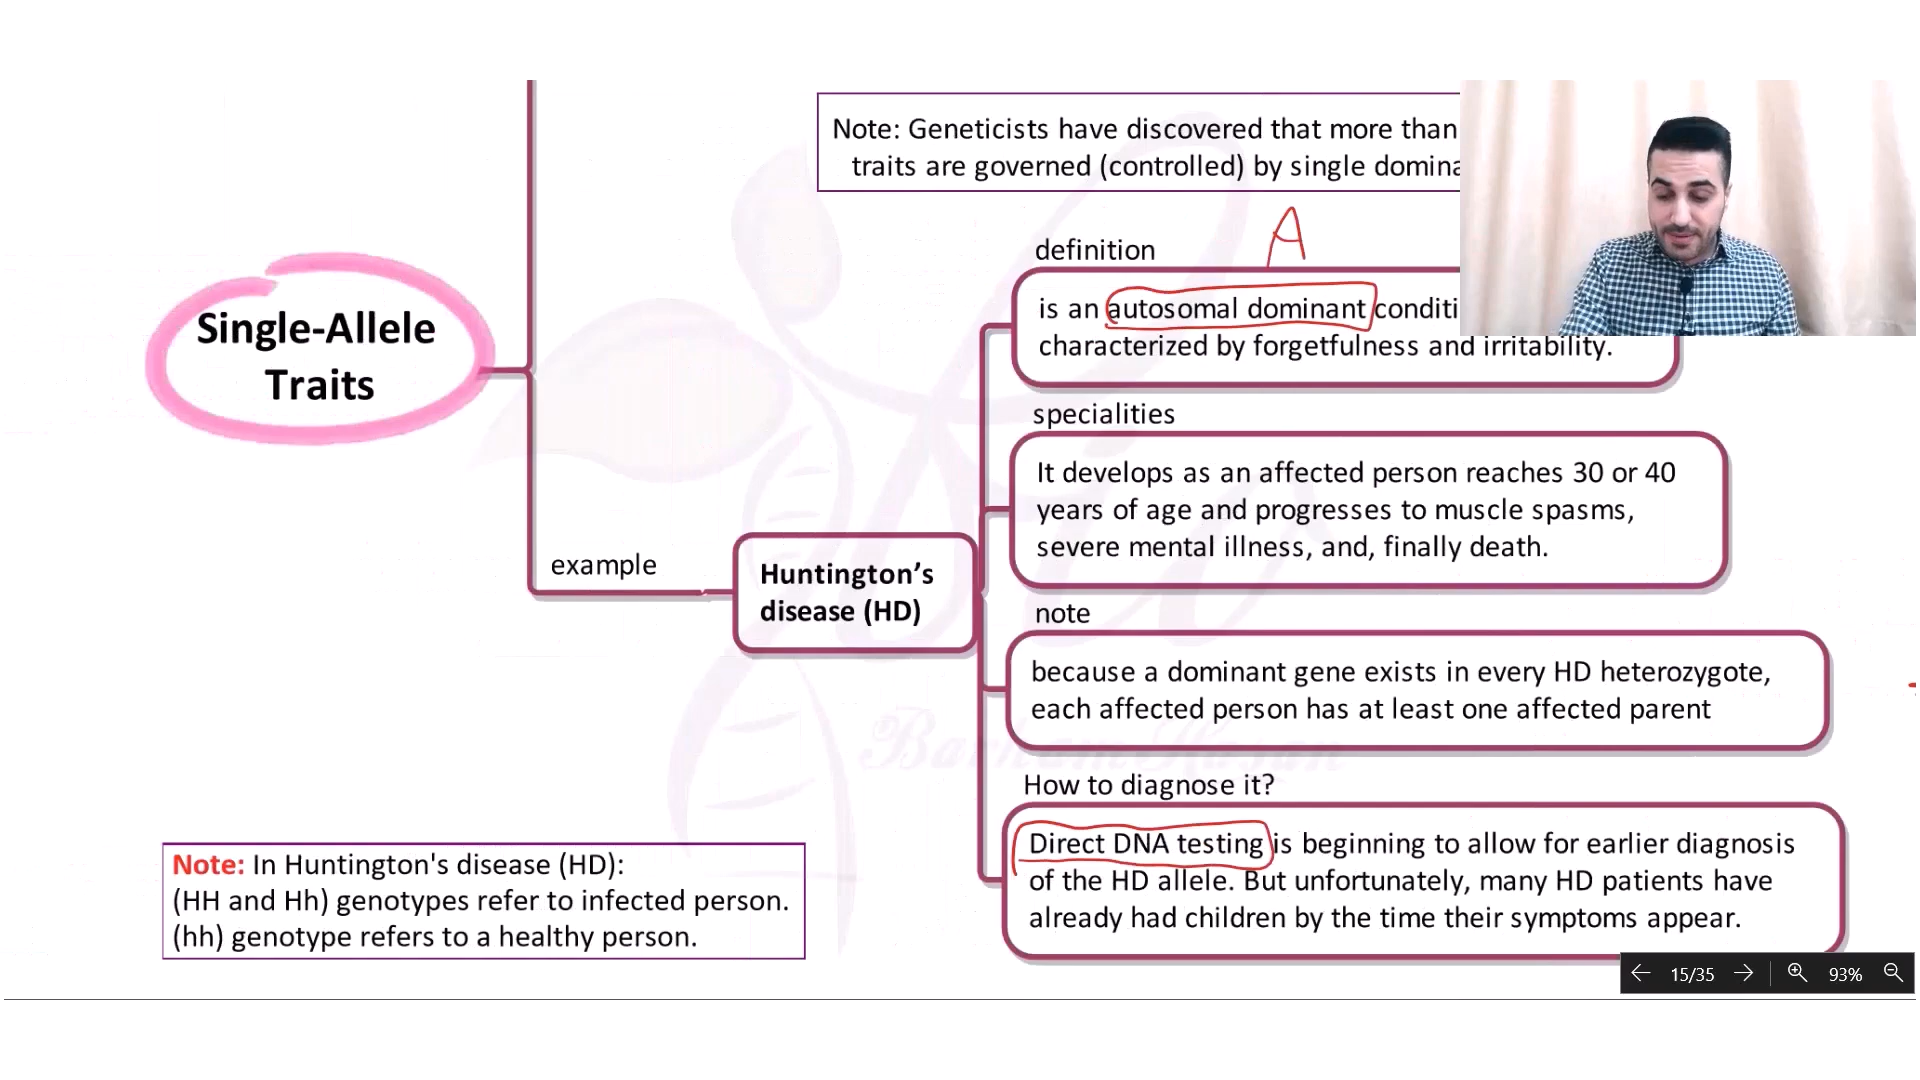 Note: Geneticists have discovered that more than
traits are governed (controlled) by single
A
definition
is an autosomal dominant
characterized by forgetfulness and irritability.
Single-Allele
Traits
specialities
It develops as an affected person reaches 30 or 40
years of age and progresses to muscle spasms,
severe mental illness, and, finally death.
example
Huntington’s
disease (HD)
note
because a dominant gene exists in every HD heterozygote,
each affected person has at least one affected parent
Barham Hasan
How to diagnose it?
Direct DNA testing is beginning to allow for earlier diagnosis
of the HD allele. But unfortunately, many HD patients have
already had children by the time their symptoms appear.
Note: In Huntington's disease (HD):
(HH and Hh) genotypes refer to infected person.
(hh) genotype refers to a healthy person.
15/35
93%